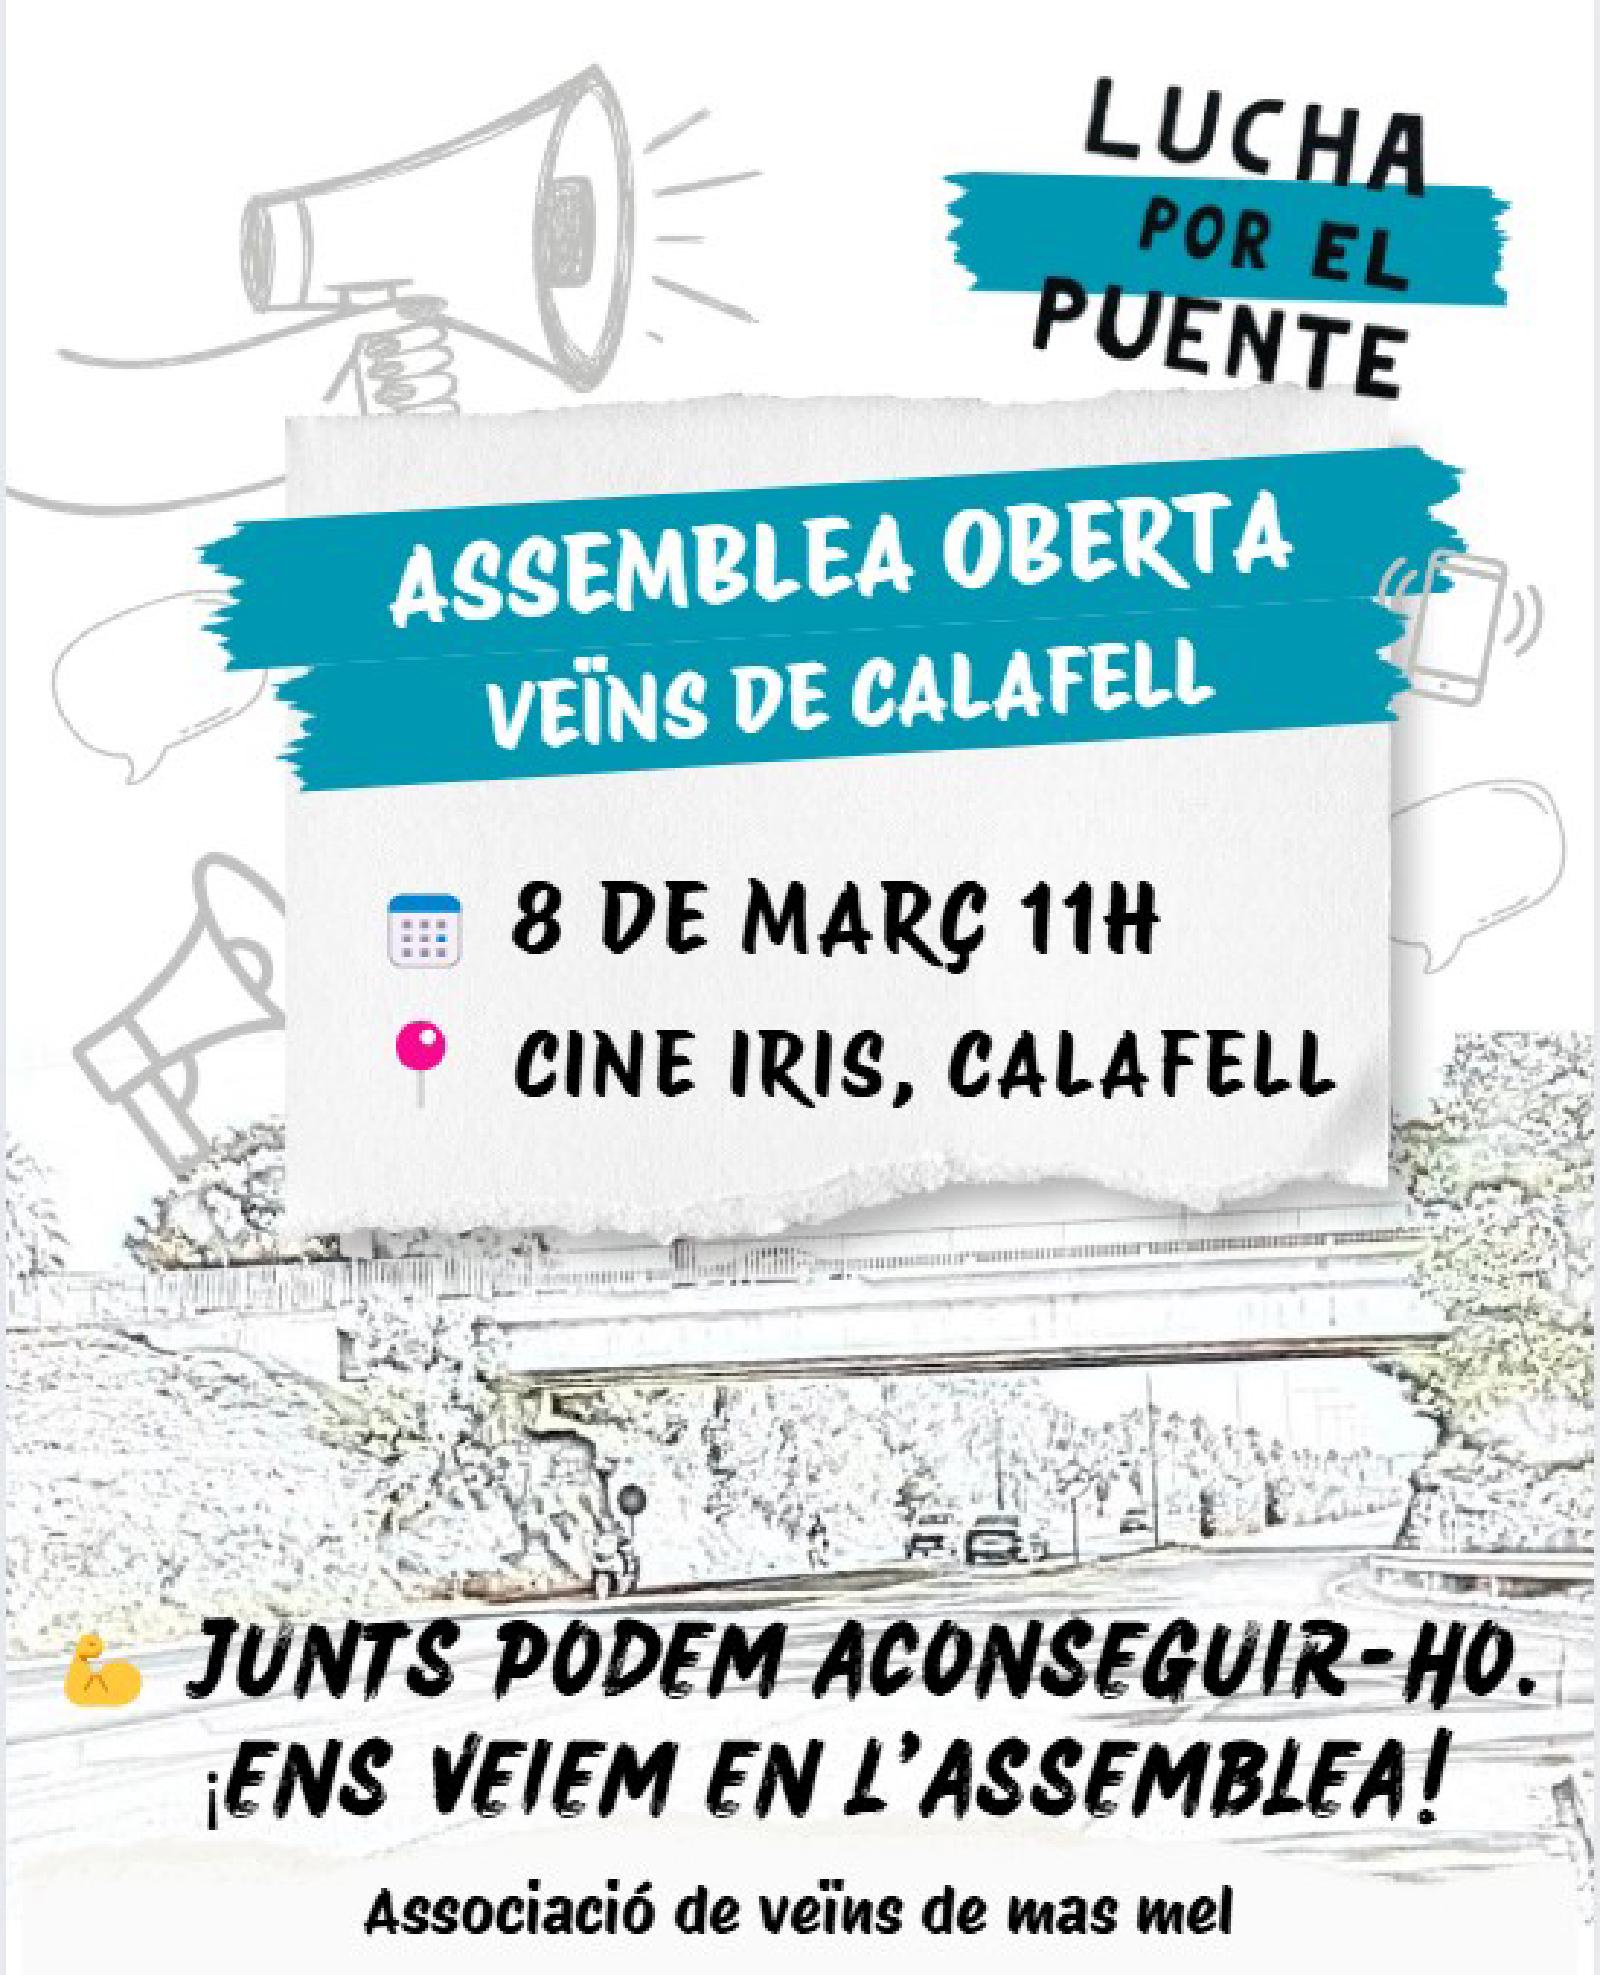 LUCHA
POR EL
PUENTE
ASSEMBLEA OBERTA
VEÏNS DE CALAFELL
8 DE MARÇ 11H
CINE IRIS, CALAFELL
JUNTS PODEM ACONSEGUIR-HO.
¡ENS VEIEM EN L'ASSEMBLEA!
Associació de veïns de mas mel